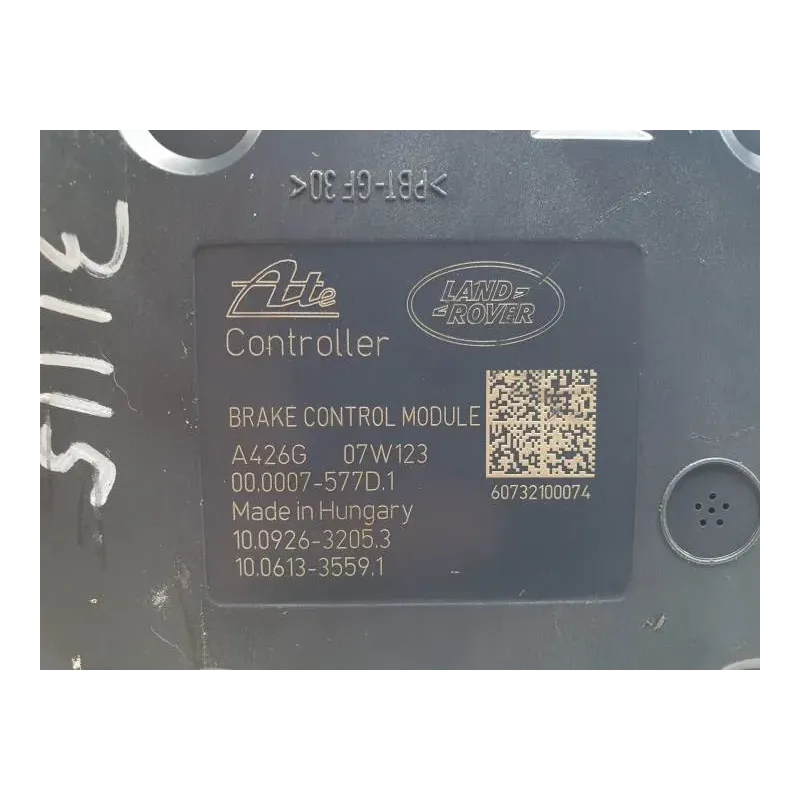 >PBT-GF30<
Ate
LAND
ROVER
Controller
BRAKE CONTROL MODULE
A426G 07W123
00.0007-577D.1
60732100074
Made in Hungary
10.0926-3205.3
10.0613-3559.1